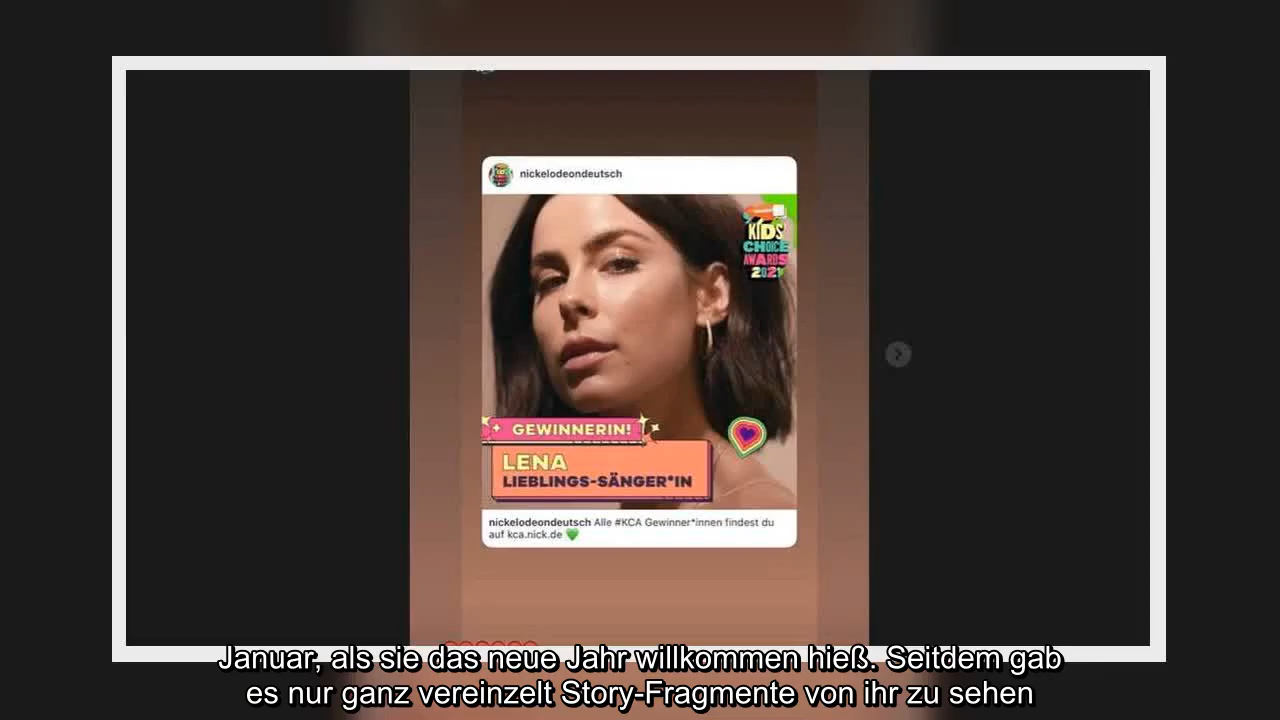 nickelodeondeutsch
KIDS'
CHOICE
AWARDS
2021
GEWINNERIN!
LENA
LIEBLINGS-SÄNGER*IN
nickelodeondeutsch Alle #KCA Gewinner*innen findest du
auf kca.nick.de 💚
Januar, als sie das neue Jahr willkommen hieß. Seitdem gab
es nur ganz vereinzelt Story-Fragmente von ihr zu sehen